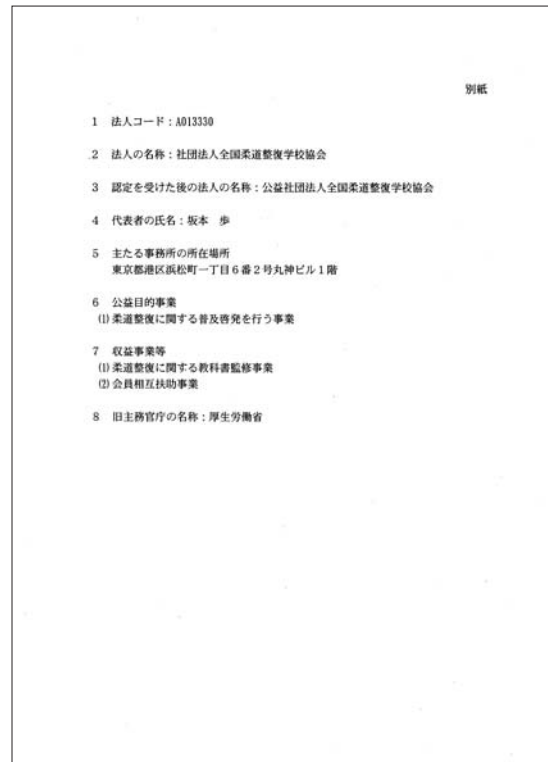 別紙
1 法人コード：A013330
2 法人の名称：社団法人全国柔道整復学校協会
3 認定を受けた後の法人の名称：公益社団法人全国柔道整復学校協会
4 代表者の氏名：坂本 歩
5 主たる事務所の所在場所
東京都港区浜松町一丁目6番2号丸神ビル1階
6 公益目的事業
(1) 柔道整復に関する普及啓発を行う事業
7 収益事業等
(1) 柔道整復に関する教科書監修事業
(2) 会員相互扶助事業
8 旧主務官庁の名称：厚生労働省